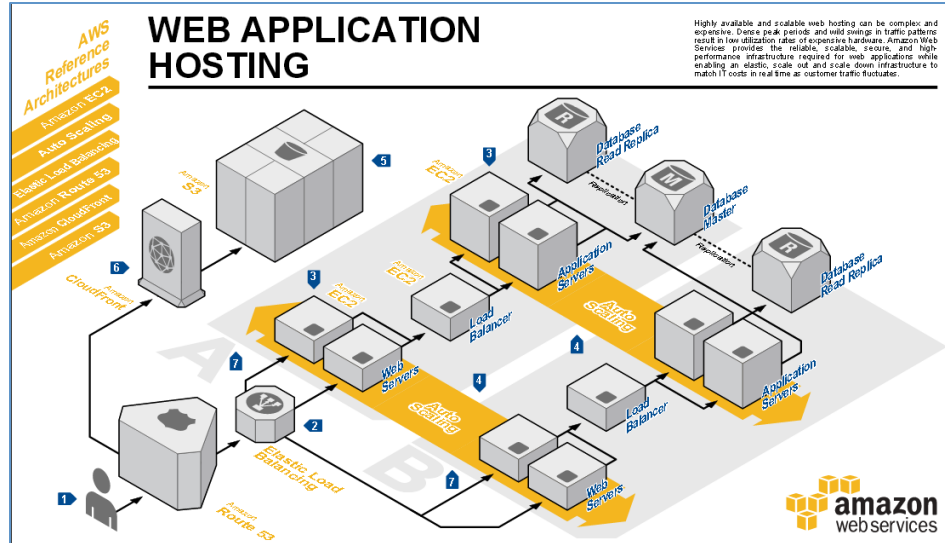 AWS
Reference
Architectures
Amazon EC2
Auto Scaling
Elastic Load Balancing
Amazon Route 53
Amazon CloudFront
Amazon S3
WEB APPLICATION
HOSTING
Highly available and scalable web hosting can be complex and
expensive. Dense peak periods and wild swings in traffic patterns
result in low utilization rates of expensive hardware. Amazon Web
Services provides the reliable, scalable, secure, and high-
performance infrastructure required for web applications while
enabling an elastic, scale out and scale down infrastructure to
match IT costs in real time as customer traffic fluctuates.
R
Database
Read Replica
Replication
M
Database
Master
Replication
R
Database
Read Replica
5
Amazon
S3
3
Amazon
EC2
Application
Servers
6
Amazon
CloudFront
3
Amazon
EC2
Amazon
EC2
Load
Balancer
Auto
scaling
4
A
7
Web
Servers
4
Load
Balancer
Application
Servers
2
Elastic Load
Balancing
Auto
scaling
B
7
Web
Servers
1
Amazon
Route 53
amazon
webservices